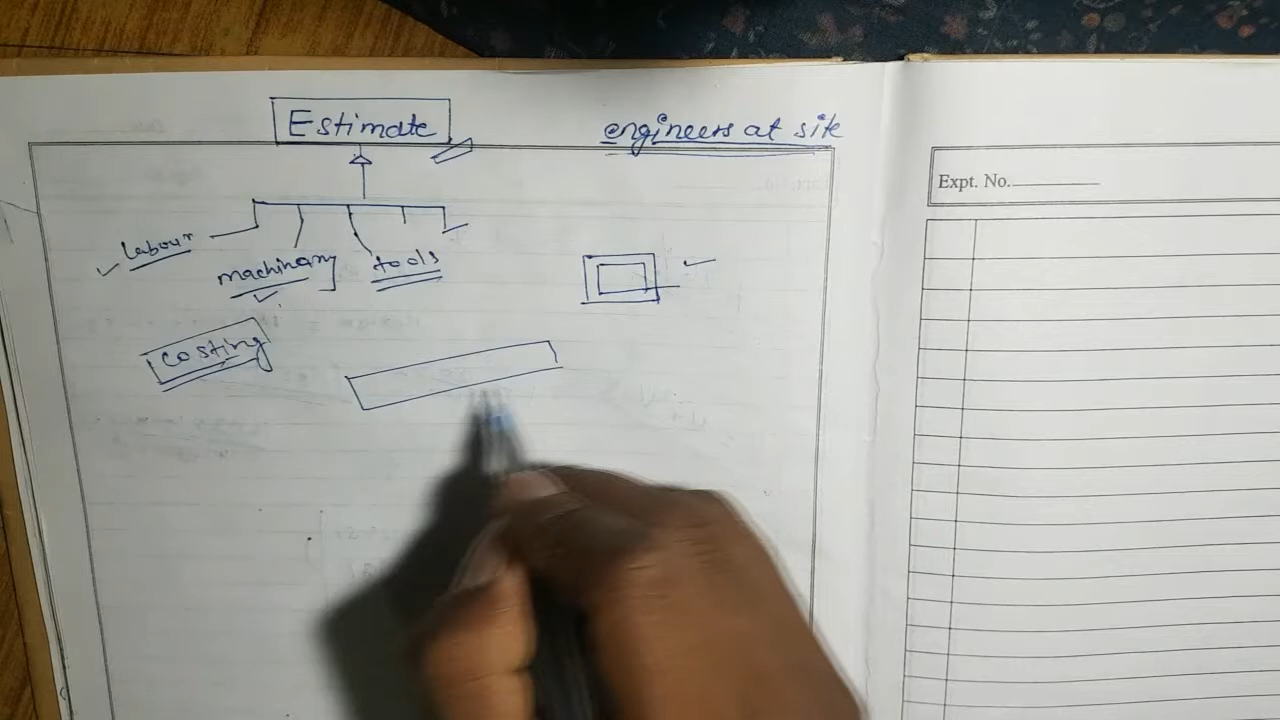 Estimate
engineers at site
Expt. No.
labour
machinary
tools
costing